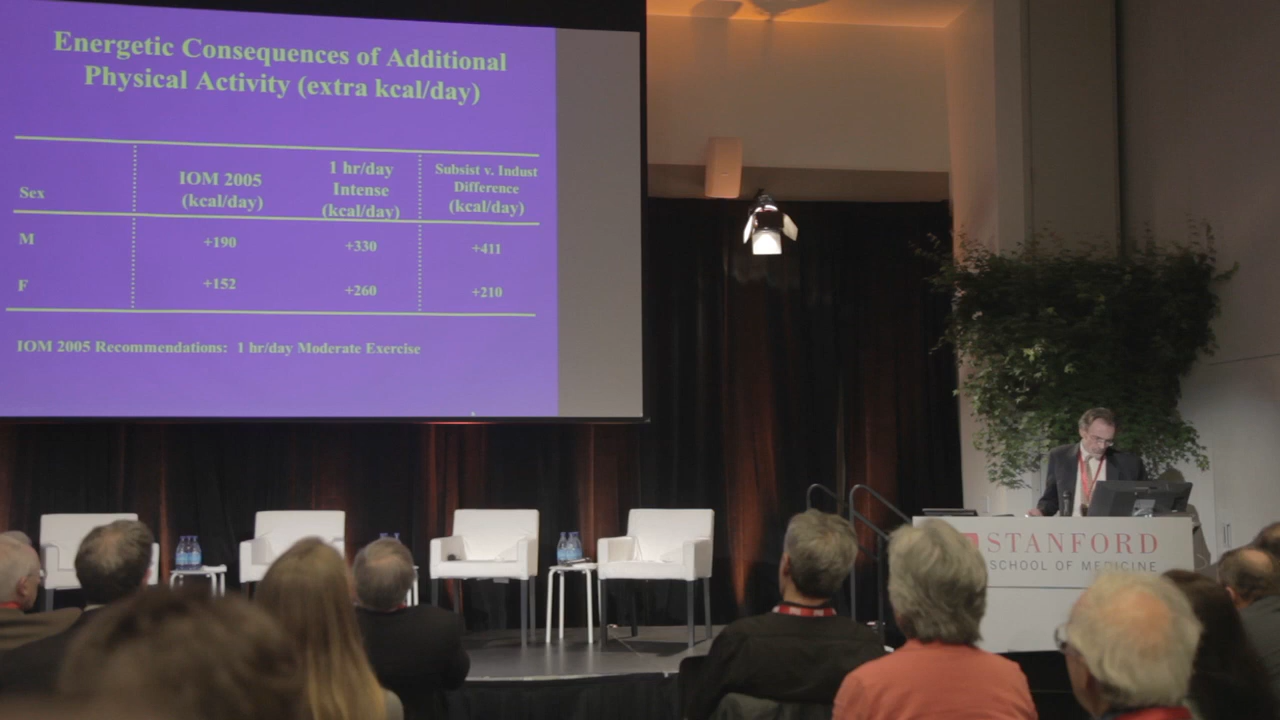 Energetic Consequences of Additional
Physical Activity (extra kcal/day)
Sex
IOM 2005
(kcal/day)
1 hr/day
Intense
(kcal/day)
Subsist v. Indust
Difference
(kcal/day)
M +190 +330 +411
F +152 +260 +210
IOM 2005 Recommendations: 1 hr/day Moderate Exercise
STANFORD
SCHOOL OF MEDICINE